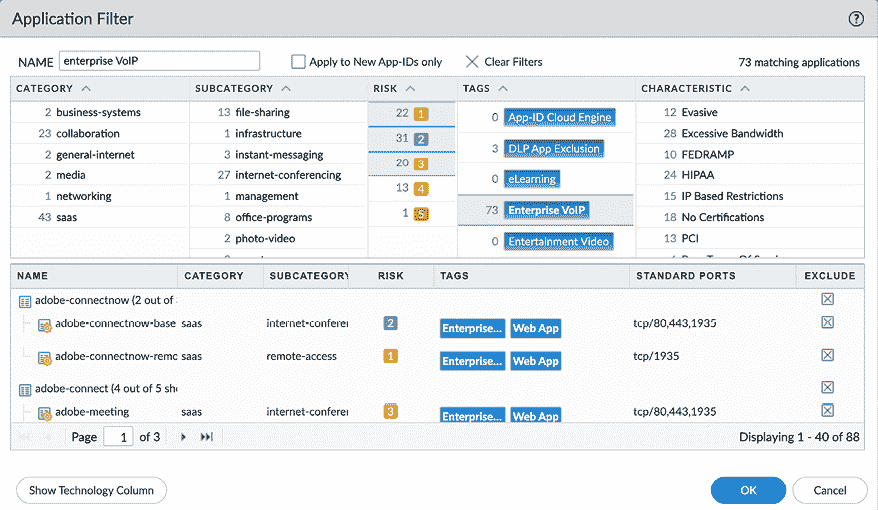 Application Filter
NAME enterprise VoIP Apply to New App-IDs only Clear Filters 73 matching applications
CATEGORY SUBCATEGORY RISK TAGS CHARACTERISTIC
2 business-systems
23 collaboration
2 general-internet
2 media
1 networking
43 saas
13 file-sharing
1 infrastructure
3 instant-messaging
27 internet-conferencing
1 management
8 office-programs
2 photo-video
22 1
31 2
20 3
13 4
1 5
0 App-ID Cloud Engine
3 DLP App Exclusion
0 eLearning
73 Enterprise VoIP
0 Entertainment Video
12 Evasive
28 Excessive Bandwidth
10 FEDRAMP
24 HIPAA
15 IP Based Restrictions
18 No Certifications
13 PCI
NAME CATEGORY SUBCATEGORY RISK TAGS STANDARD PORTS EXCLUDE
adobe-connectnow (2 out of
adobe-connectnow-base saas internet-conferen 2 Enterprise... Web App tcp/80,443,1935
adobe-connectnow-remo saas remote-access 1 Enterprise... Web App tcp/1935
adobe-connect (4 out of 5 sho
adobe-meeting saas internet-conferen 3 Enterprise... Web App tcp/80,443,1935
Page 1 of 3 Displaying 1 - 40 of 88
Show Technology Column OK Cancel